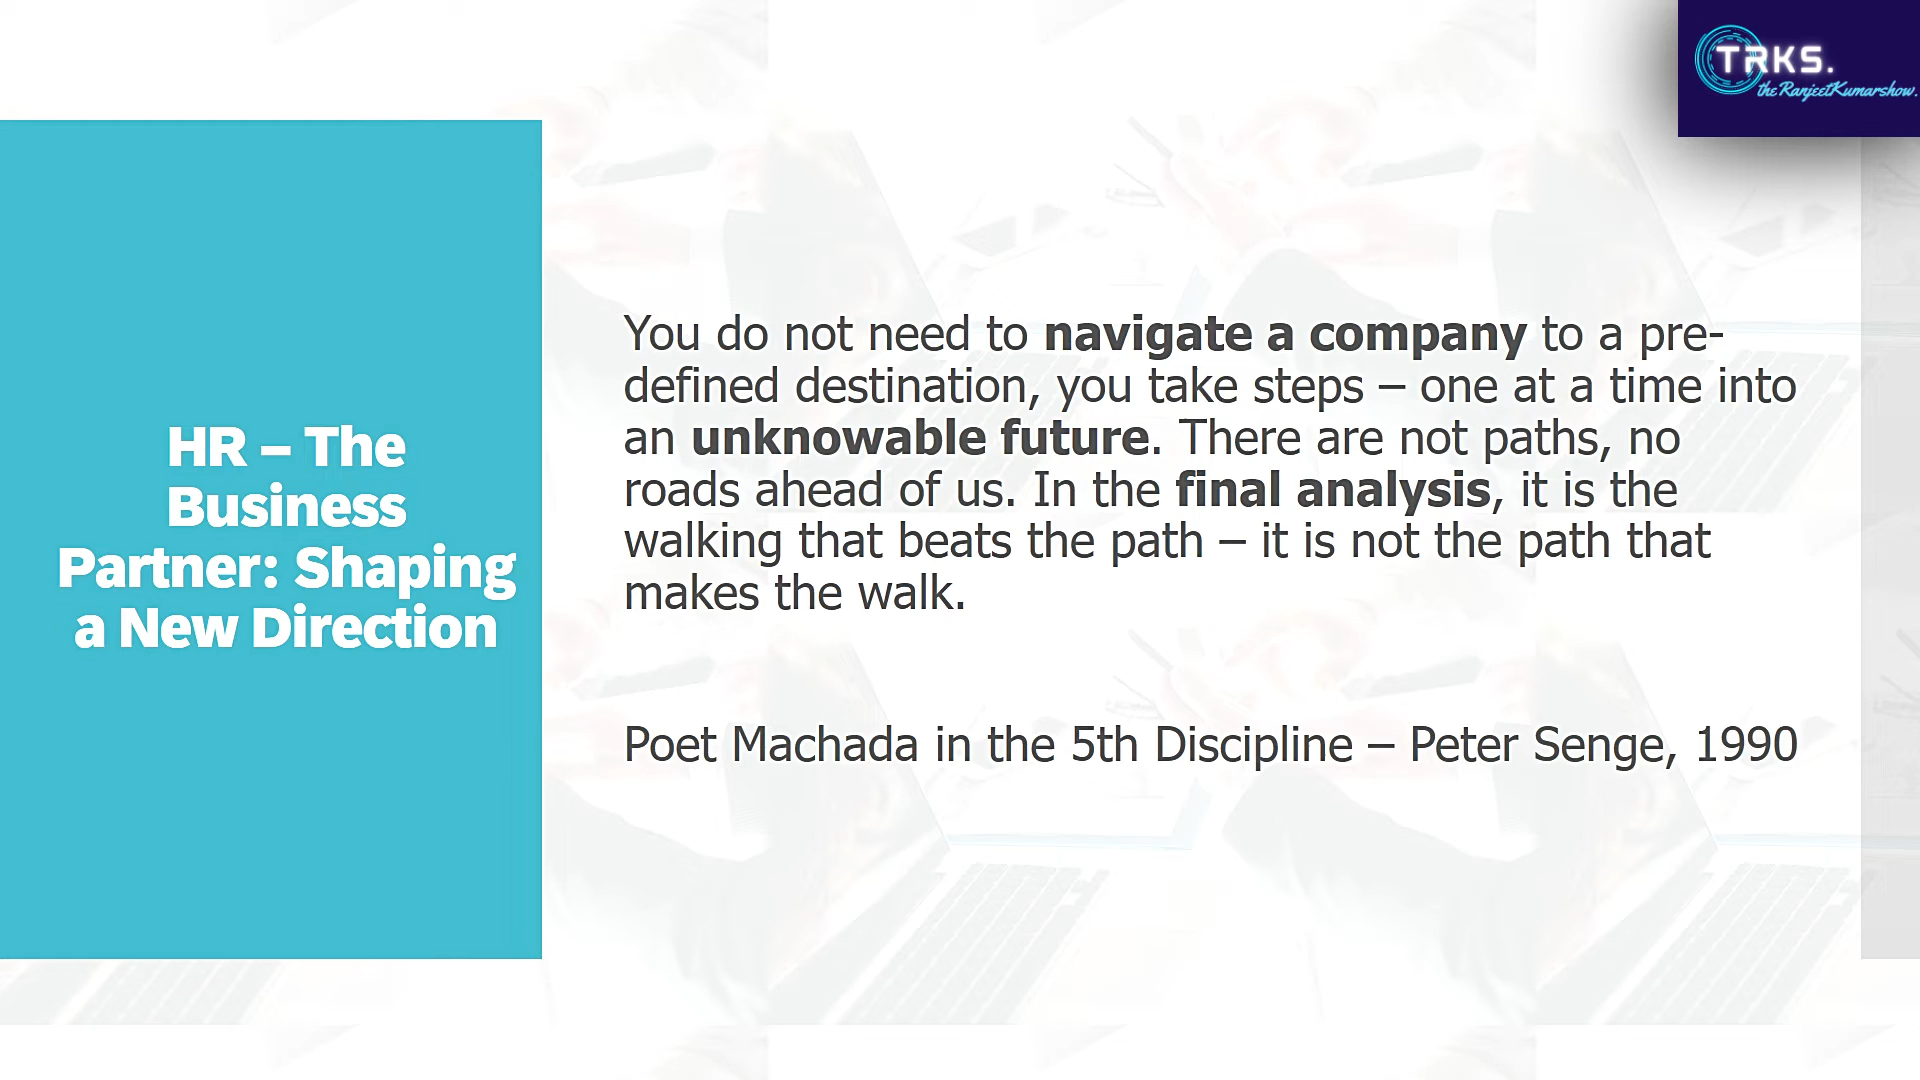 TRKS.
theRanjeetKumarshow.
HR – The
Business
Partner: Shaping
a New Direction
You do not need to navigate a company to a pre-
defined destination, you take steps – one at a time into
an unknowable future. There are not paths, no
roads ahead of us. In the final analysis, it is the
walking that beats the path – it is not the path that
makes the walk.
Poet Machada in the 5th Discipline – Peter Senge, 1990